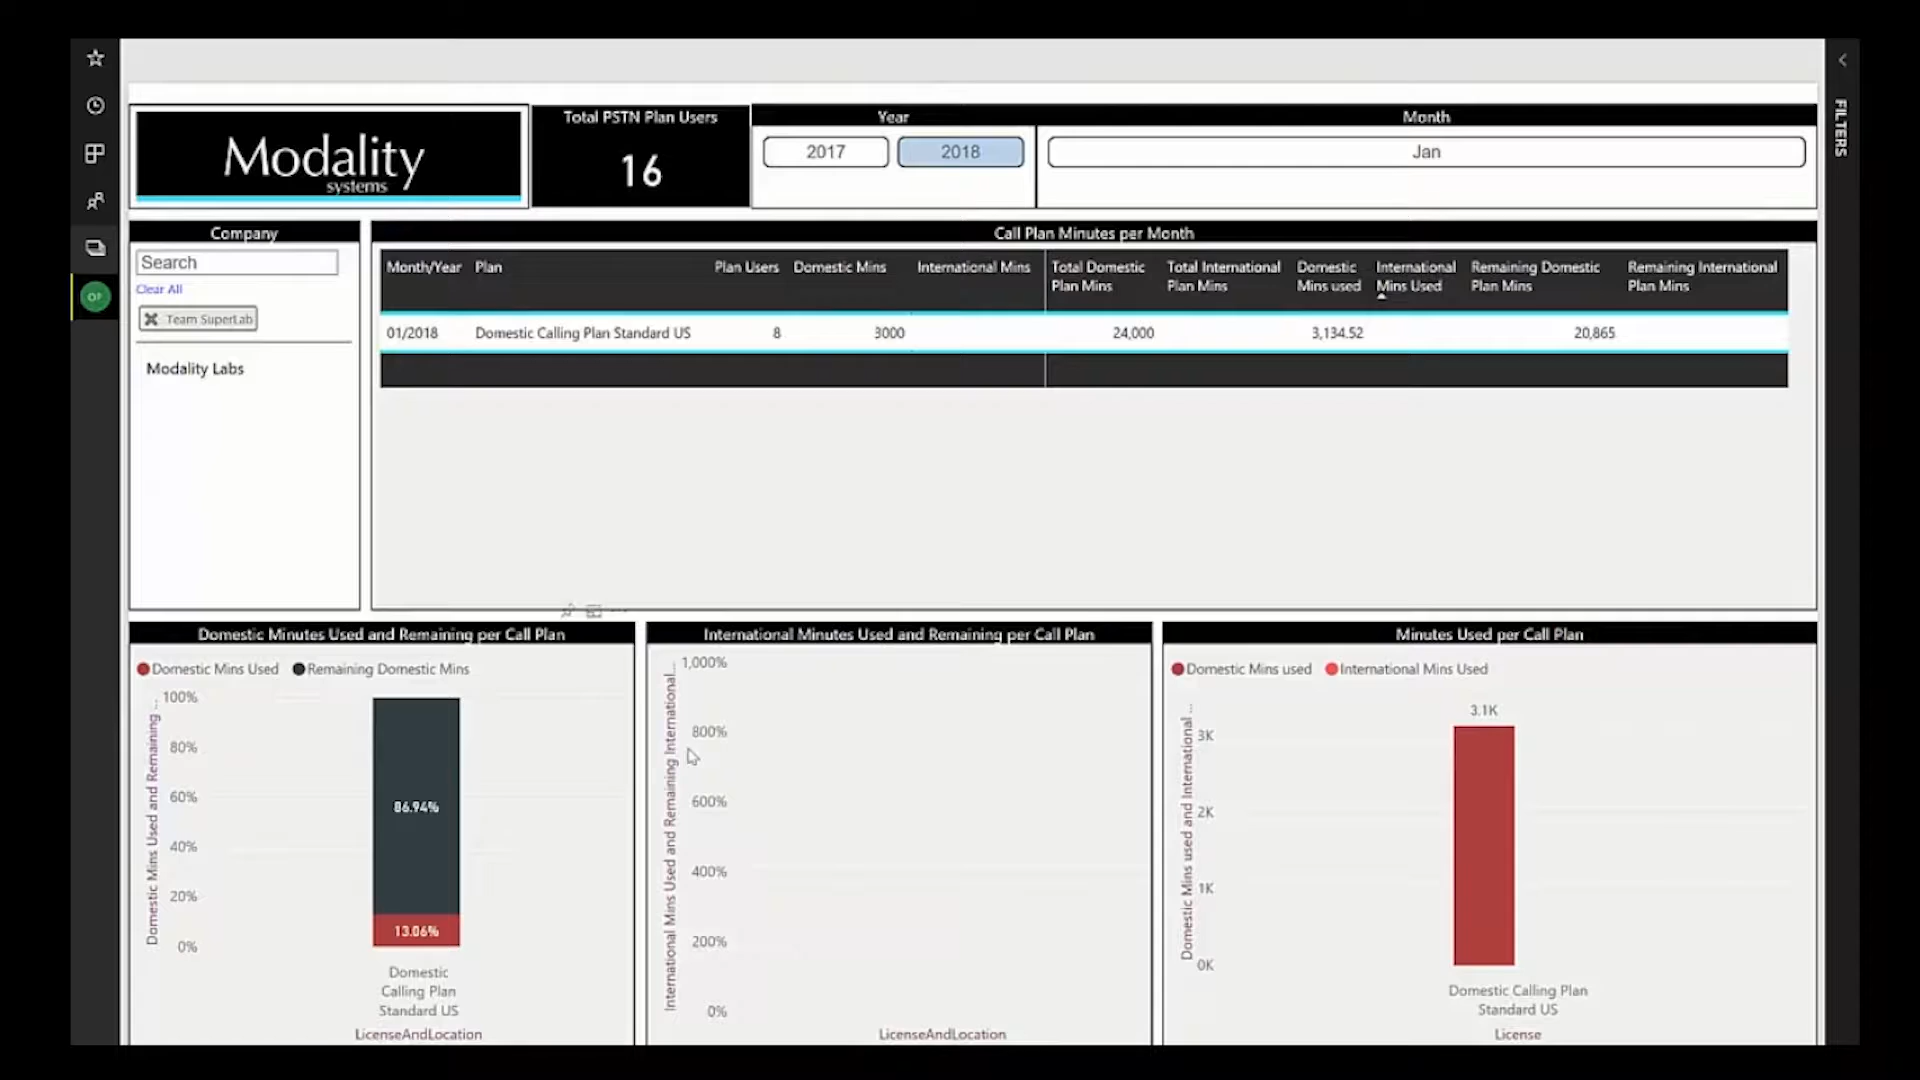 Modality
systems
Total PSTN Plan Users
16
Year
2017
2018
Month
Jan
FILTERS
OP
Company
Search
Clear All
Team SuperLab
Modality Labs
Call Plan Minutes per Month
Month/Year Plan Plan Users Domestic Mins International Mins Total Domestic Plan Mins Total International Plan Mins Domestic Mins used International Mins Used Remaining Domestic Plan Mins Remaining International Plan Mins
01/2018 Domestic Calling Plan Standard US 8 3000 24,000 3,134.52 20,865
Domestic Minutes Used and Remaining per Call Plan
Domestic Mins Used Remaining Domestic Mins
Domestic Mins Used and Remaining ...
100%
80%
60%
40%
20%
0%
86.94%
13.06%
Domestic
Calling Plan
Standard US
LicenseAndLocation
International Minutes Used and Remaining per Call Plan
International Mins Used and Remaining International...
1,000%
800%
600%
400%
200%
0%
LicenseAndLocation
Minutes Used per Call Plan
Domestic Mins used International Mins Used
Domestic Mins used and International ...
3K
2K
1K
0K
3.1K
Domestic Calling Plan
Standard US
License